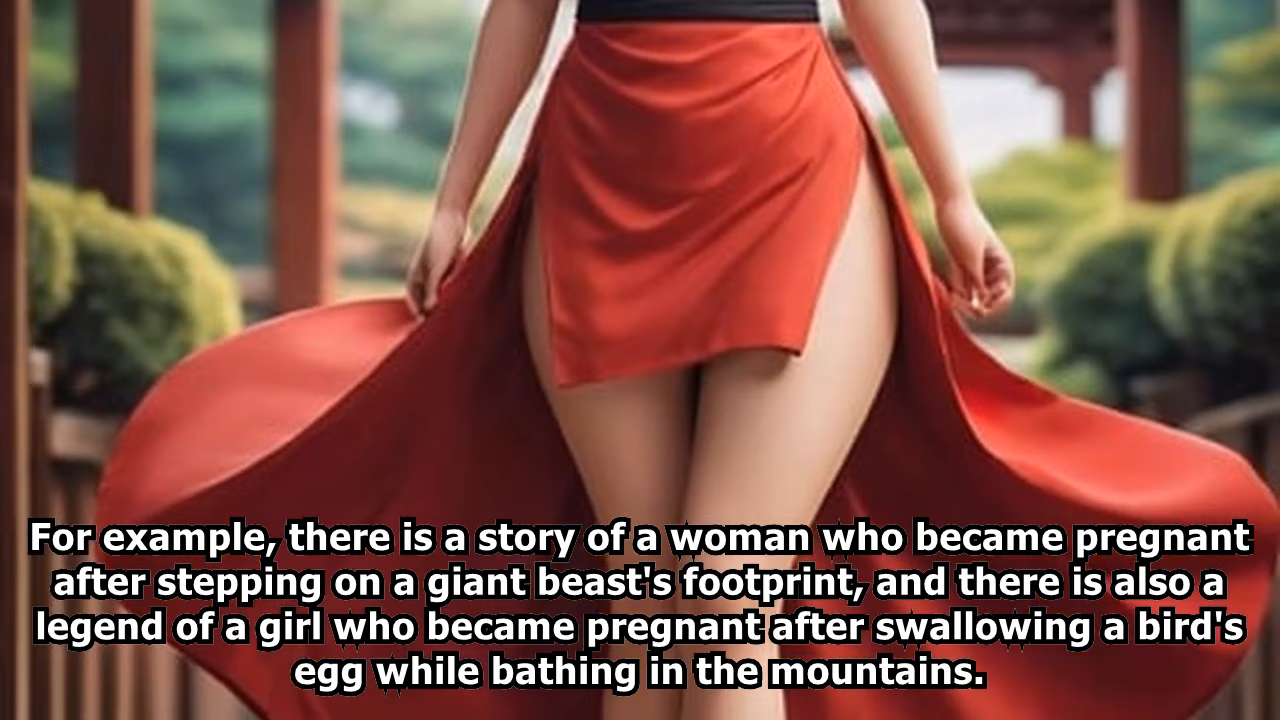 For example, there is a story of a woman who became pregnant
after stepping on a giant beast's footprint, and there is also a
legend of a girl who became pregnant after swallowing a bird's
egg while bathing in the mountains.